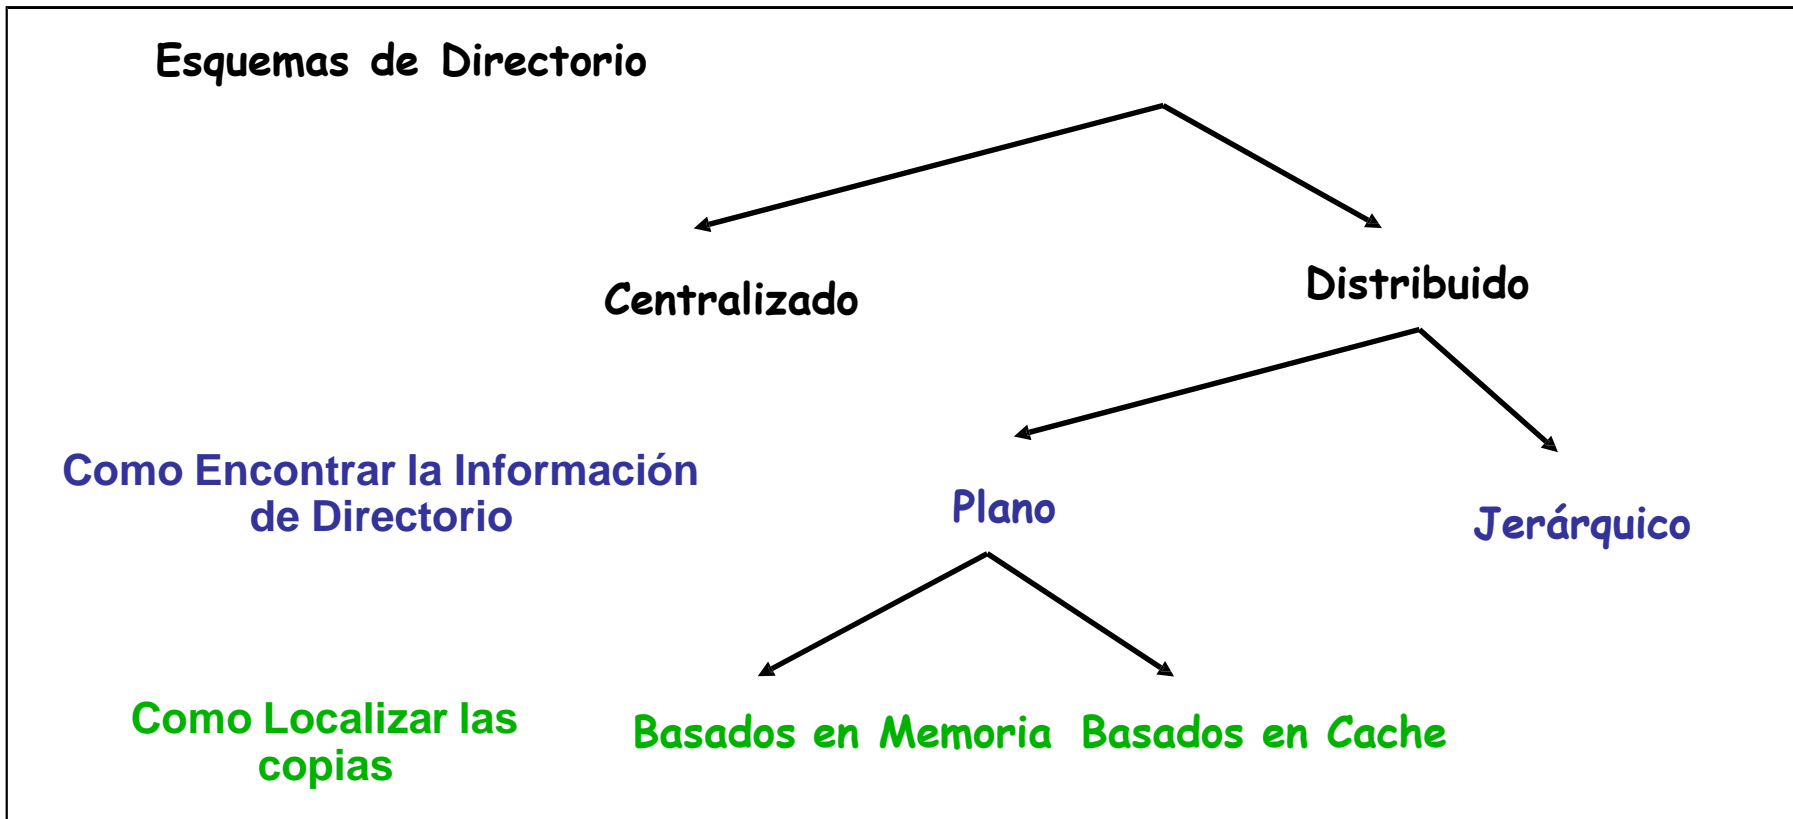 Esquemas de Directorio
Centralizado
Distribuido
Como Encontrar la Información
de Directorio
Plano
Jerárquico
Como Localizar las
copias
Basados en Memoria
Basados en Cache